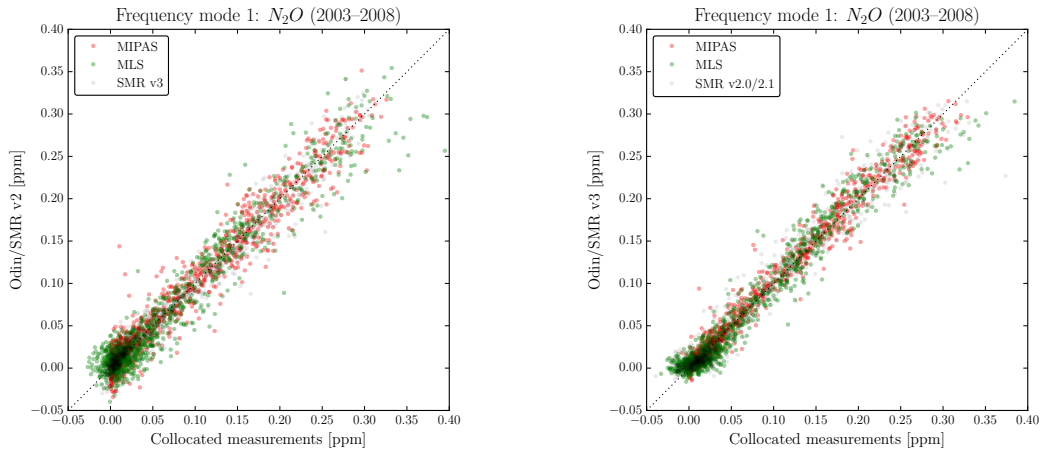 Frequency mode 1: N₂O (2003–2008)
MIPAS
MLS
SMR v3
Odin/SMR v2 [ppm]
0.40
0.35
0.30
0.25
0.20
0.15
0.10
0.05
0.00
−0.05
−0.05 0.00 0.05 0.10 0.15 0.20 0.25 0.30 0.35 0.40
Collocated measurements [ppm]
Frequency mode 1: N₂O (2003–2008)
MIPAS
MLS
SMR v2.0/2.1
Odin/SMR v3 [ppm]
0.40
0.35
0.30
0.25
0.20
0.15
0.10
0.05
0.00
−0.05
−0.05 0.00 0.05 0.10 0.15 0.20 0.25 0.30 0.35 0.40
Collocated measurements [ppm]